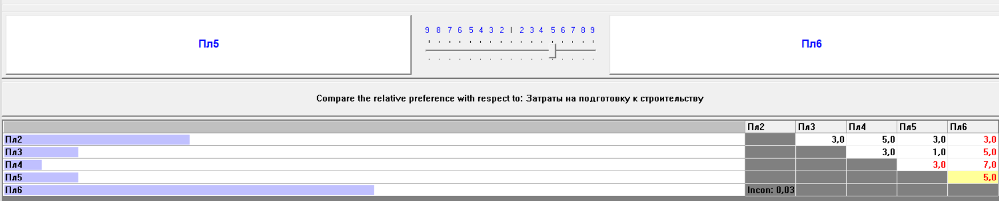 9 8 7 6 5 4 3 2 1 2 3 4 5 6 7 8 9
Пл5 Пл6
Compare the relative preference with respect to: Затраты на подготовку к строительству
Пл2 Пл3 Пл4 Пл5 Пл6
Пл2 3,0 5,0 3,0 3,0
Пл3 3,0 1,0 5,0
Пл4 3,0 7,0
Пл5 5,0
Пл6 Incon: 0,03